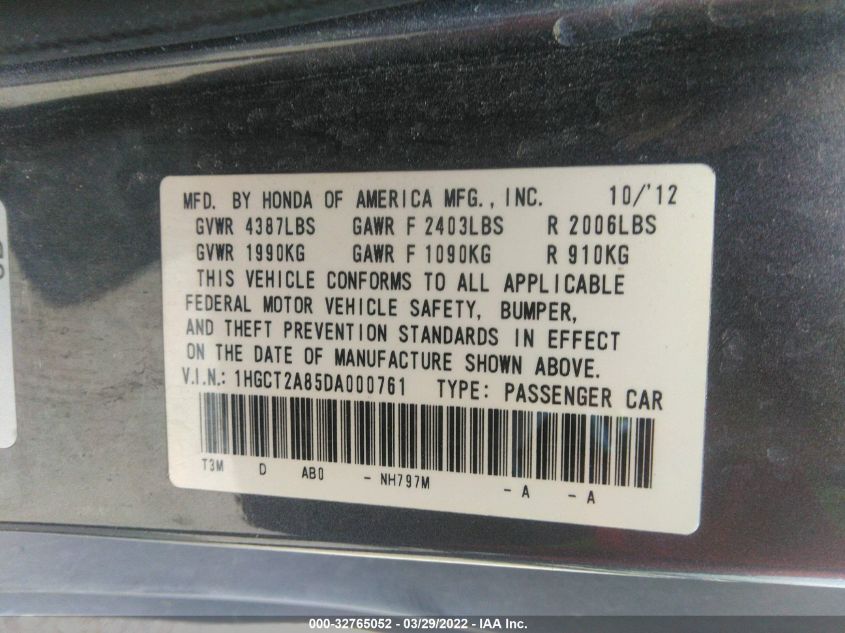 MFD. BY HONDA OF AMERICA MFG., INC. 10/'12
GVWR 4387LBS GAWR F 2403LBS R 2006LBS
GVWR 1990KG GAWR F 1090KG R 910KG
THIS VEHICLE CONFORMS TO ALL APPLICABLE
FEDERAL MOTOR VEHICLE SAFETY, BUMPER,
AND THEFT PREVENTION STANDARDS IN EFFECT
ON THE DATE OF MANUFACTURE SHOWN ABOVE.
V.I.N.: 1HGCT2A85DA000761 TYPE: PASSENGER CAR
T3M D AB0 - NH797M - A - A
000-32765052 - 03/29/2022 - IAA Inc.